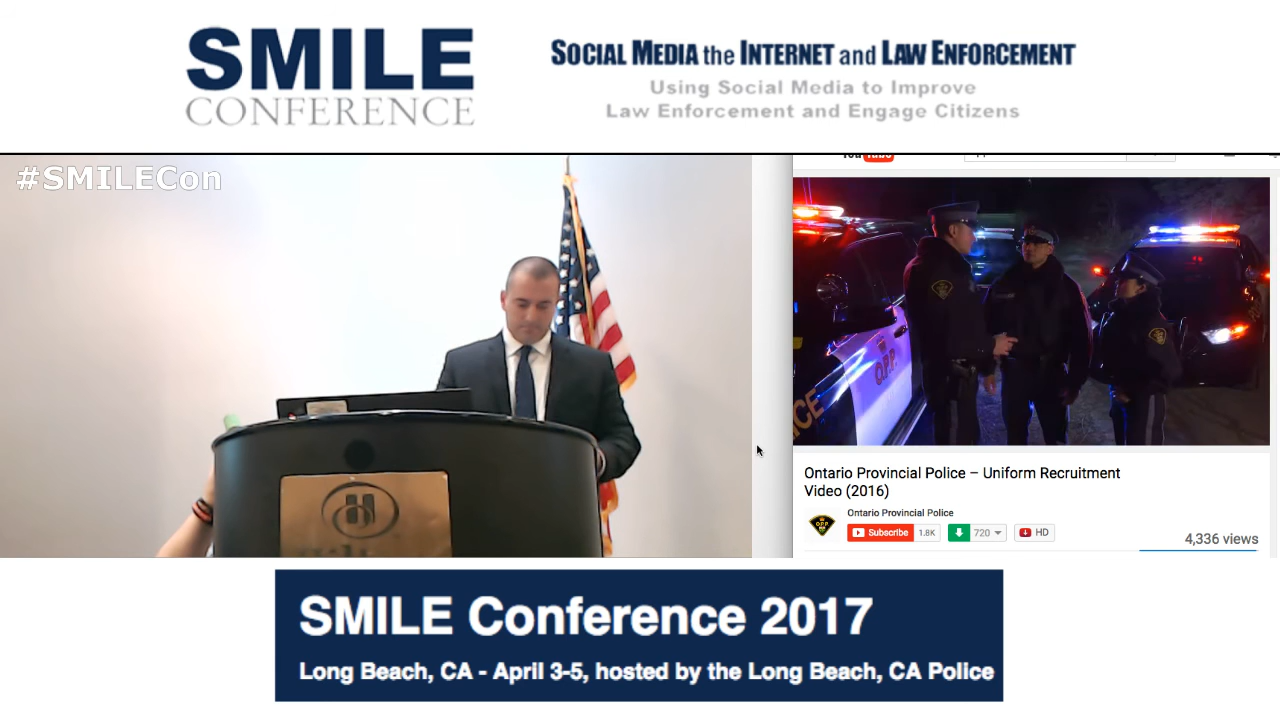 SMILE
CONFERENCE
SOCIAL MEDIA the INTERNET and LAW ENFORCEMENT
Using Social Media to Improve
Law Enforcement and Engage Citizens
#SMILECon
YouTube
O.P.P.
Ontario Provincial Police – Uniform Recruitment
Video (2016)
Ontario Provincial Police
O.P.P.
Subscribe 1.8K 720 HD
4,336 views
SMILE Conference 2017
Long Beach, CA - April 3-5, hosted by the Long Beach, CA Police